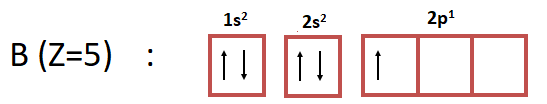 1s² 2s² 2p¹
B (Z=5) :